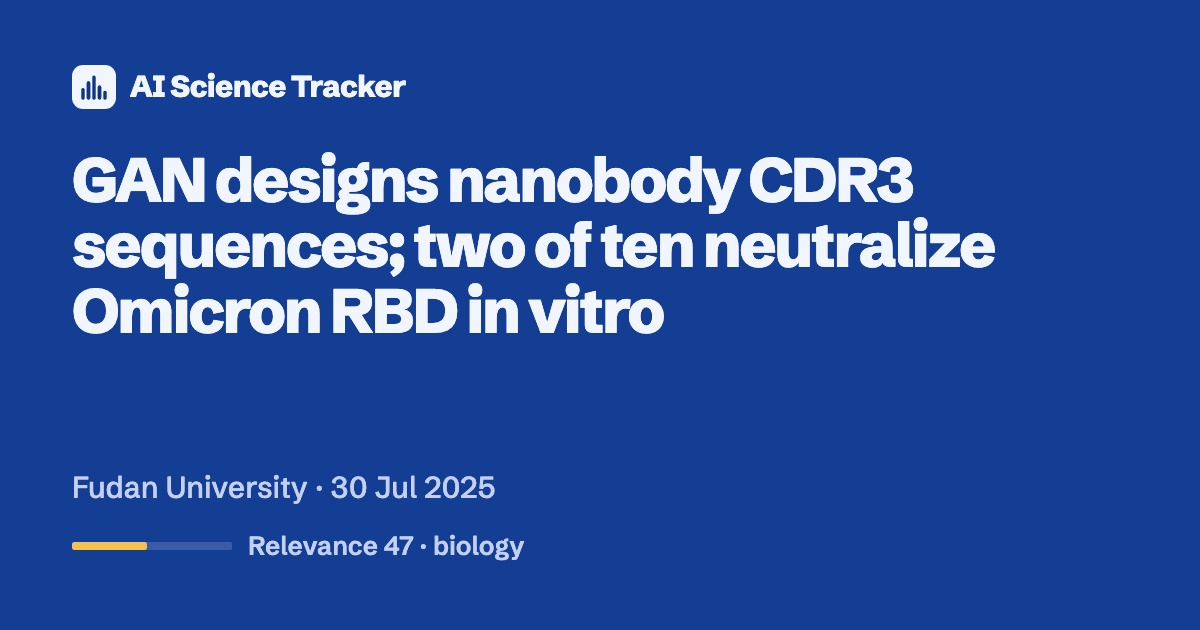 AI Science Tracker
GAN designs nanobody CDR3
sequences; two of ten neutralize
Omicron RBD in vitro
Fudan University · 30 Jul 2025
Relevance 47 · biology